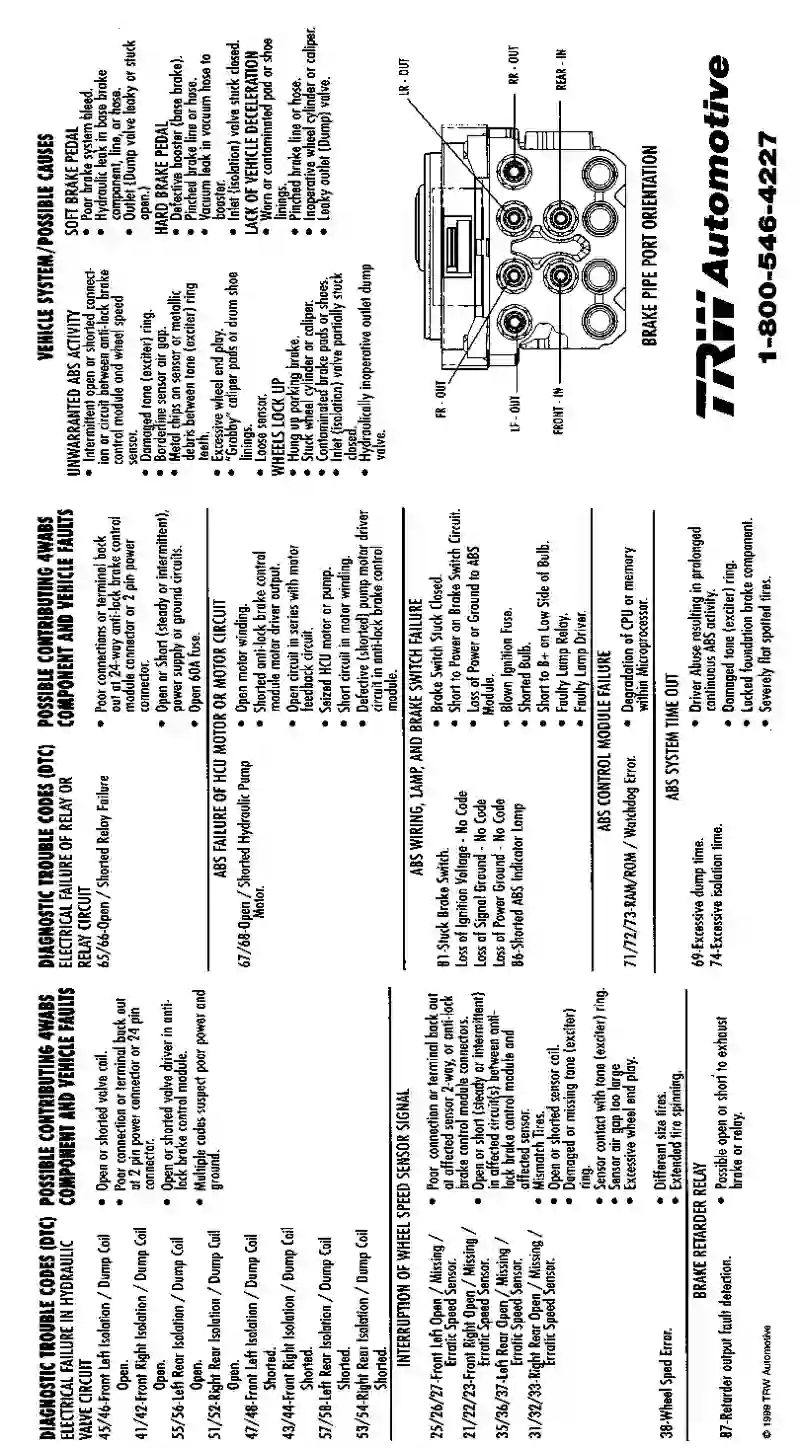 DIAGNOSTIC TROUBLE CODES (DTC)
ELECTRICAL FAILURE IN HYDRAULIC
VALVE CIRCUIT
POSSIBLE CONTRIBUTING 4WABS
COMPONENT AND VEHICLE FAULTS
45/46-Front Left Isolation / Dump Coil
Open.
41/42-Front Right Isolation / Dump Coil
Open.
55/56-Left Rear Isolation / Dump Coil
Open.
51/52-Right Rear Isolation / Dump Coil
Open.
47/48-Front Left Isolation / Dump Coil
Shorted.
43/44-Front Right Isolation / Dump Coil
Shorted.
57/58-Left Rear Isolation / Dump Coil
Shorted.
53/54-Rear Right Isolation / Dump Coil
Shorted.
• Open or shorted valve coil.
• Poor connection or terminal back out
at 2 pin power connector or 24 pin
connector.
• Open or shorted valve driver in anti-
lock brake control module.
• Multiple codes suspect poor power and
ground.
INTERRUPTION OF WHEEL SPEED SENSOR SIGNAL
25/26/27-Front Left Open / Missing /
Erratic Speed Sensor.
21/22/23-Front Right Open / Missing /
Erratic Speed Sensor.
35/36/37-Left Rear Open / Missing /
Erratic Speed Sensor.
31/32/33-Right Rear Open / Missing /
Erratic Speed Sensor.
38-Wheel Sped Error.
• Poor connection or terminal back out
at affected sensor 2-way, or anti-lock
brake control module connectors.
• Open or short (steady or intermittent)
in affected circuit(s) between anti-
lock brake control module and
affected sensor.
• Mismatch Tires.
• Open or shorted sensor coil.
• Damaged or missing tone (exciter)
ring.
• Sensor contact with tone (exciter) ring.
• Sensor air gap too large
• Excessive wheel end play.
• Different size tires.
• Extended tire spinning.
BRAKE RETARDER RELAY
87-Retarder output fault detection.
• Possible open or short to exhaust
brake or relay.
© 1999 TRW Automotive
DIAGNOSTIC TROUBLE CODES (DTC)
ELECTRICAL FAILURE OF RELAY OR
RELAY CIRCUIT
POSSIBLE CONTRIBUTING 4WABS
COMPONENT AND VEHICLE FAULTS
65/66-Open / Shorted Relay Failure
• Poor connections or terminal back
out at 24-way anti-lock brake control
module connector or 2 pin power
connector.
• Open or Short (steady or intermittent),
power supply or ground circuits.
• Open 60A fuse.
ABS FAILURE OF HCU MOTOR OR MOTOR CIRCUIT
67/68-Open / Shorted Hydraulic Pump
Motor.
• Open motor winding.
• Shorted anti-lock brake control
module motor driver output.
• Open circuit in series with motor
feedback circuit.
• Seized HCU motor or pump.
• Short circuit in motor winding.
• Defective (shorted) pump motor driver
circuit in anti-lock brake control
module.
ABS WIRING, LAMP, AND BRAKE SWITCH FAILURE
81-Stuck Brake Switch.
Loss of Ignition Voltage - No Code
Loss of Signal Ground - No Code
Loss of Power Ground - No Code
86-Shorted ABS Indicator Lamp
• Brake Switch Stuck Closed.
• Short to Power on Brake Switch Circuit.
• Loss of Power or Ground to ABS
Module.
• Blown Ignition Fuse.
• Shorted Bulb.
• Short to B+ on Low Side of Bulb.
• Faulty Lamp Relay.
• Faulty Lamp Driver.
ABS CONTROL MODULE FAILURE
71/72/73-RAM/ROM / Watchdog Error.
• Degradation of CPU or memory
within Microprocessor.
ABS SYSTEM TIME OUT
69-Excessive dump time.
74-Excessive isolation time.
• Driver Abuse resulting in prolonged
continuous ABS activity.
• Damaged tone (exciter) ring.
• Locked foundation brake component.
• Severely flat spotted tires.
VEHICLE SYSTEM/POSSIBLE CAUSES
UNWARRANTED ABS ACTIVITY
• Intermittent open or shorted connect-
ion or circuit between anti-lock brake
control module and wheel speed
sensor.
• Damaged tone (exciter) ring.
• Borderline sensor air gap.
• Metal chips on sensor or metallic
debris between tone (exciter) ring
teeth.
• Excessive wheel end play.
• "Grabby" caliper pads or drum shoe
linings.
• Loose sensor.
WHEELS LOCK UP
• Hung up parking brake.
• Stuck wheel cylinder or caliper.
• Contaminated brake pads or shoes.
• Inlet (isolation) valve partially stuck
closed.
• Hydraulically inoperative outlet dump
valve.
SOFT BRAKE PEDAL
• Poor brake system bleed.
• Hydraulic leak in base brake
component, line, or hose.
• Outlet (Dump valve leaky or stuck
open.)
HARD BRAKE PEDAL
• Defective booster (base brake).
• Pinched brake line or hose.
• Vacuum leak in vacuum hose to
booster.
• Inlet (isolation) valve stuck closed.
LACK OF VEHICLE DECELERATION
• Worn or contaminated pad or shoe
linings.
• Pinched brake line or hose.
• Inoperative wheel cylinder or caliper.
• Leaky outlet (Dump) valve.
FR - OUT
LF - OUT
FRONT - IN
LR - OUT
RR - OUT
REAR - IN
BRAKE PIPE PORT ORIENTATION
TRW Automotive
1-800-546-4227